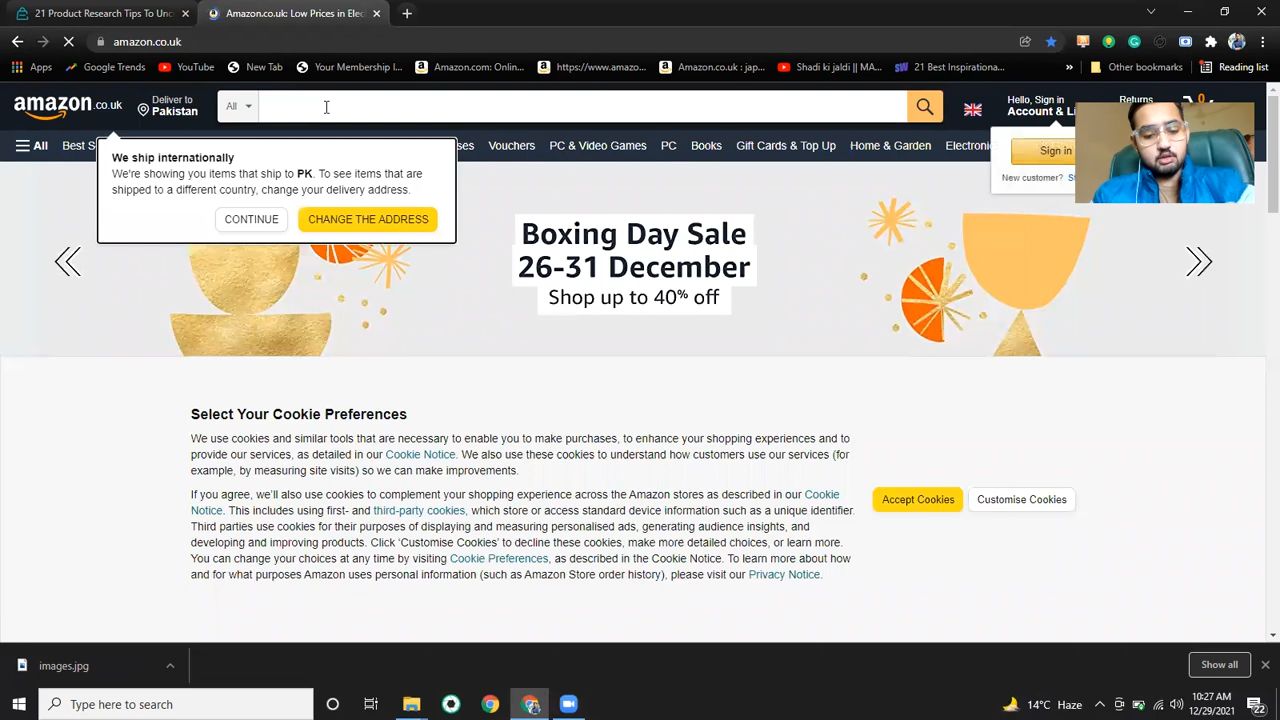 21 Product Research Tips To Unc
Amazon.co.uk: Low Prices in Elec
amazon.co.uk
Apps
Google Trends
YouTube
New Tab
Your Membership I...
Amazon.com: Onlin...
https://www.amazo...
Amazon.co.uk : jap...
Shadi ki jaldi || MA...
21 Best Inspirationa...
»
Other bookmarks
Reading list
amazon.co.uk
Deliver to
Pakistan
All
Hello, Sign in
Account & Li
Returns
0
All
Best S
ses
Vouchers
PC & Video Games
PC
Books
Gift Cards & Top Up
Home & Garden
Electronic
We ship internationally
We're showing you items that ship to PK. To see items that are
shipped to a different country, change your delivery address.
CONTINUE
CHANGE THE ADDRESS
Sign in
New customer? St
Boxing Day Sale
26-31 December
Shop up to 40% off
Select Your Cookie Preferences
We use cookies and similar tools that are necessary to enable you to make purchases, to enhance your shopping experiences and to
provide our services, as detailed in our Cookie Notice. We also use these cookies to understand how customers use our services (for
example, by measuring site visits) so we can make improvements.
If you agree, we'll also use cookies to complement your shopping experience across the Amazon stores as described in our Cookie
Notice. This includes using first- and third-party cookies, which store or access standard device information such as a unique identifier.
Third parties use cookies for their purposes of displaying and measuring personalised ads, generating audience insights, and
developing and improving products. Click 'Customise Cookies' to decline these cookies, make more detailed choices, or learn more.
You can change your choices at any time by visiting Cookie Preferences, as described in the Cookie Notice. To learn more about how
and for what purposes Amazon uses personal information (such as Amazon Store order history), please visit our Privacy Notice.
Accept Cookies
Customise Cookies
images.jpg
Show all
Type here to search
14°C Haze
10:27 AM
12/29/2021
22